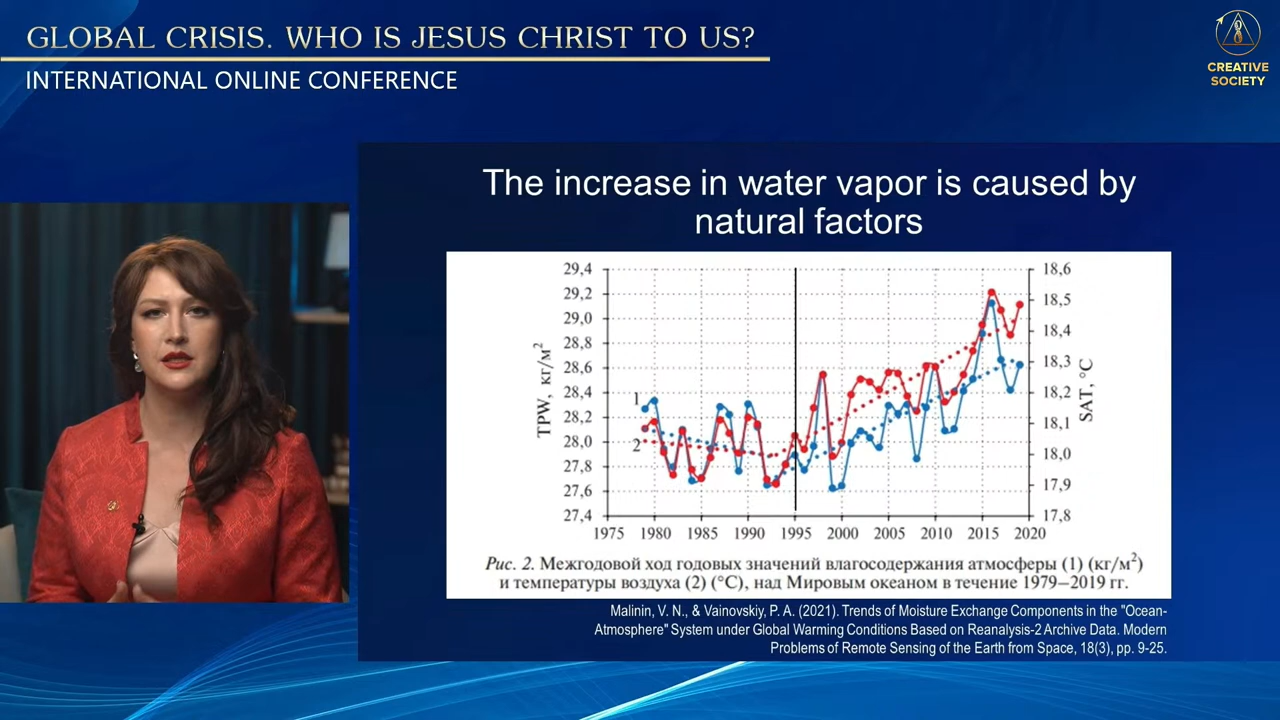 GLOBAL CRISIS. WHO IS JESUS CHRIST TO US?
INTERNATIONAL ONLINE CONFERENCE
CREATIVE
SOCIETY
The increase in water vapor is caused by
natural factors
TPW, кг/м²
29,4
29,2
29,0
28,8
28,6
28,4
28,2
28,0
27,8
27,6
27,4
1
2
18,6
18,5
18,4
18,3
18,2
18,1
18,0
17,9
17,8
SAT, °C
1975 1980 1985 1990 1995 2000 2005 2010 2015 2020
Рис. 2. Межгодовой ход годовых значений влагосодержания атмосферы (1) (кг/м²)
и температуры воздуха (2) (°C), над Мировым океаном в течение 1979–2019 гг.
Malinin, V. N., & Vainovskiy, P. A. (2021). Trends of Moisture Exchange Components in the "Ocean-
Atmosphere" System under Global Warming Conditions Based on Reanalysis-2 Archive Data. Modern
Problems of Remote Sensing of the Earth from Space, 18(3), pp. 9-25.